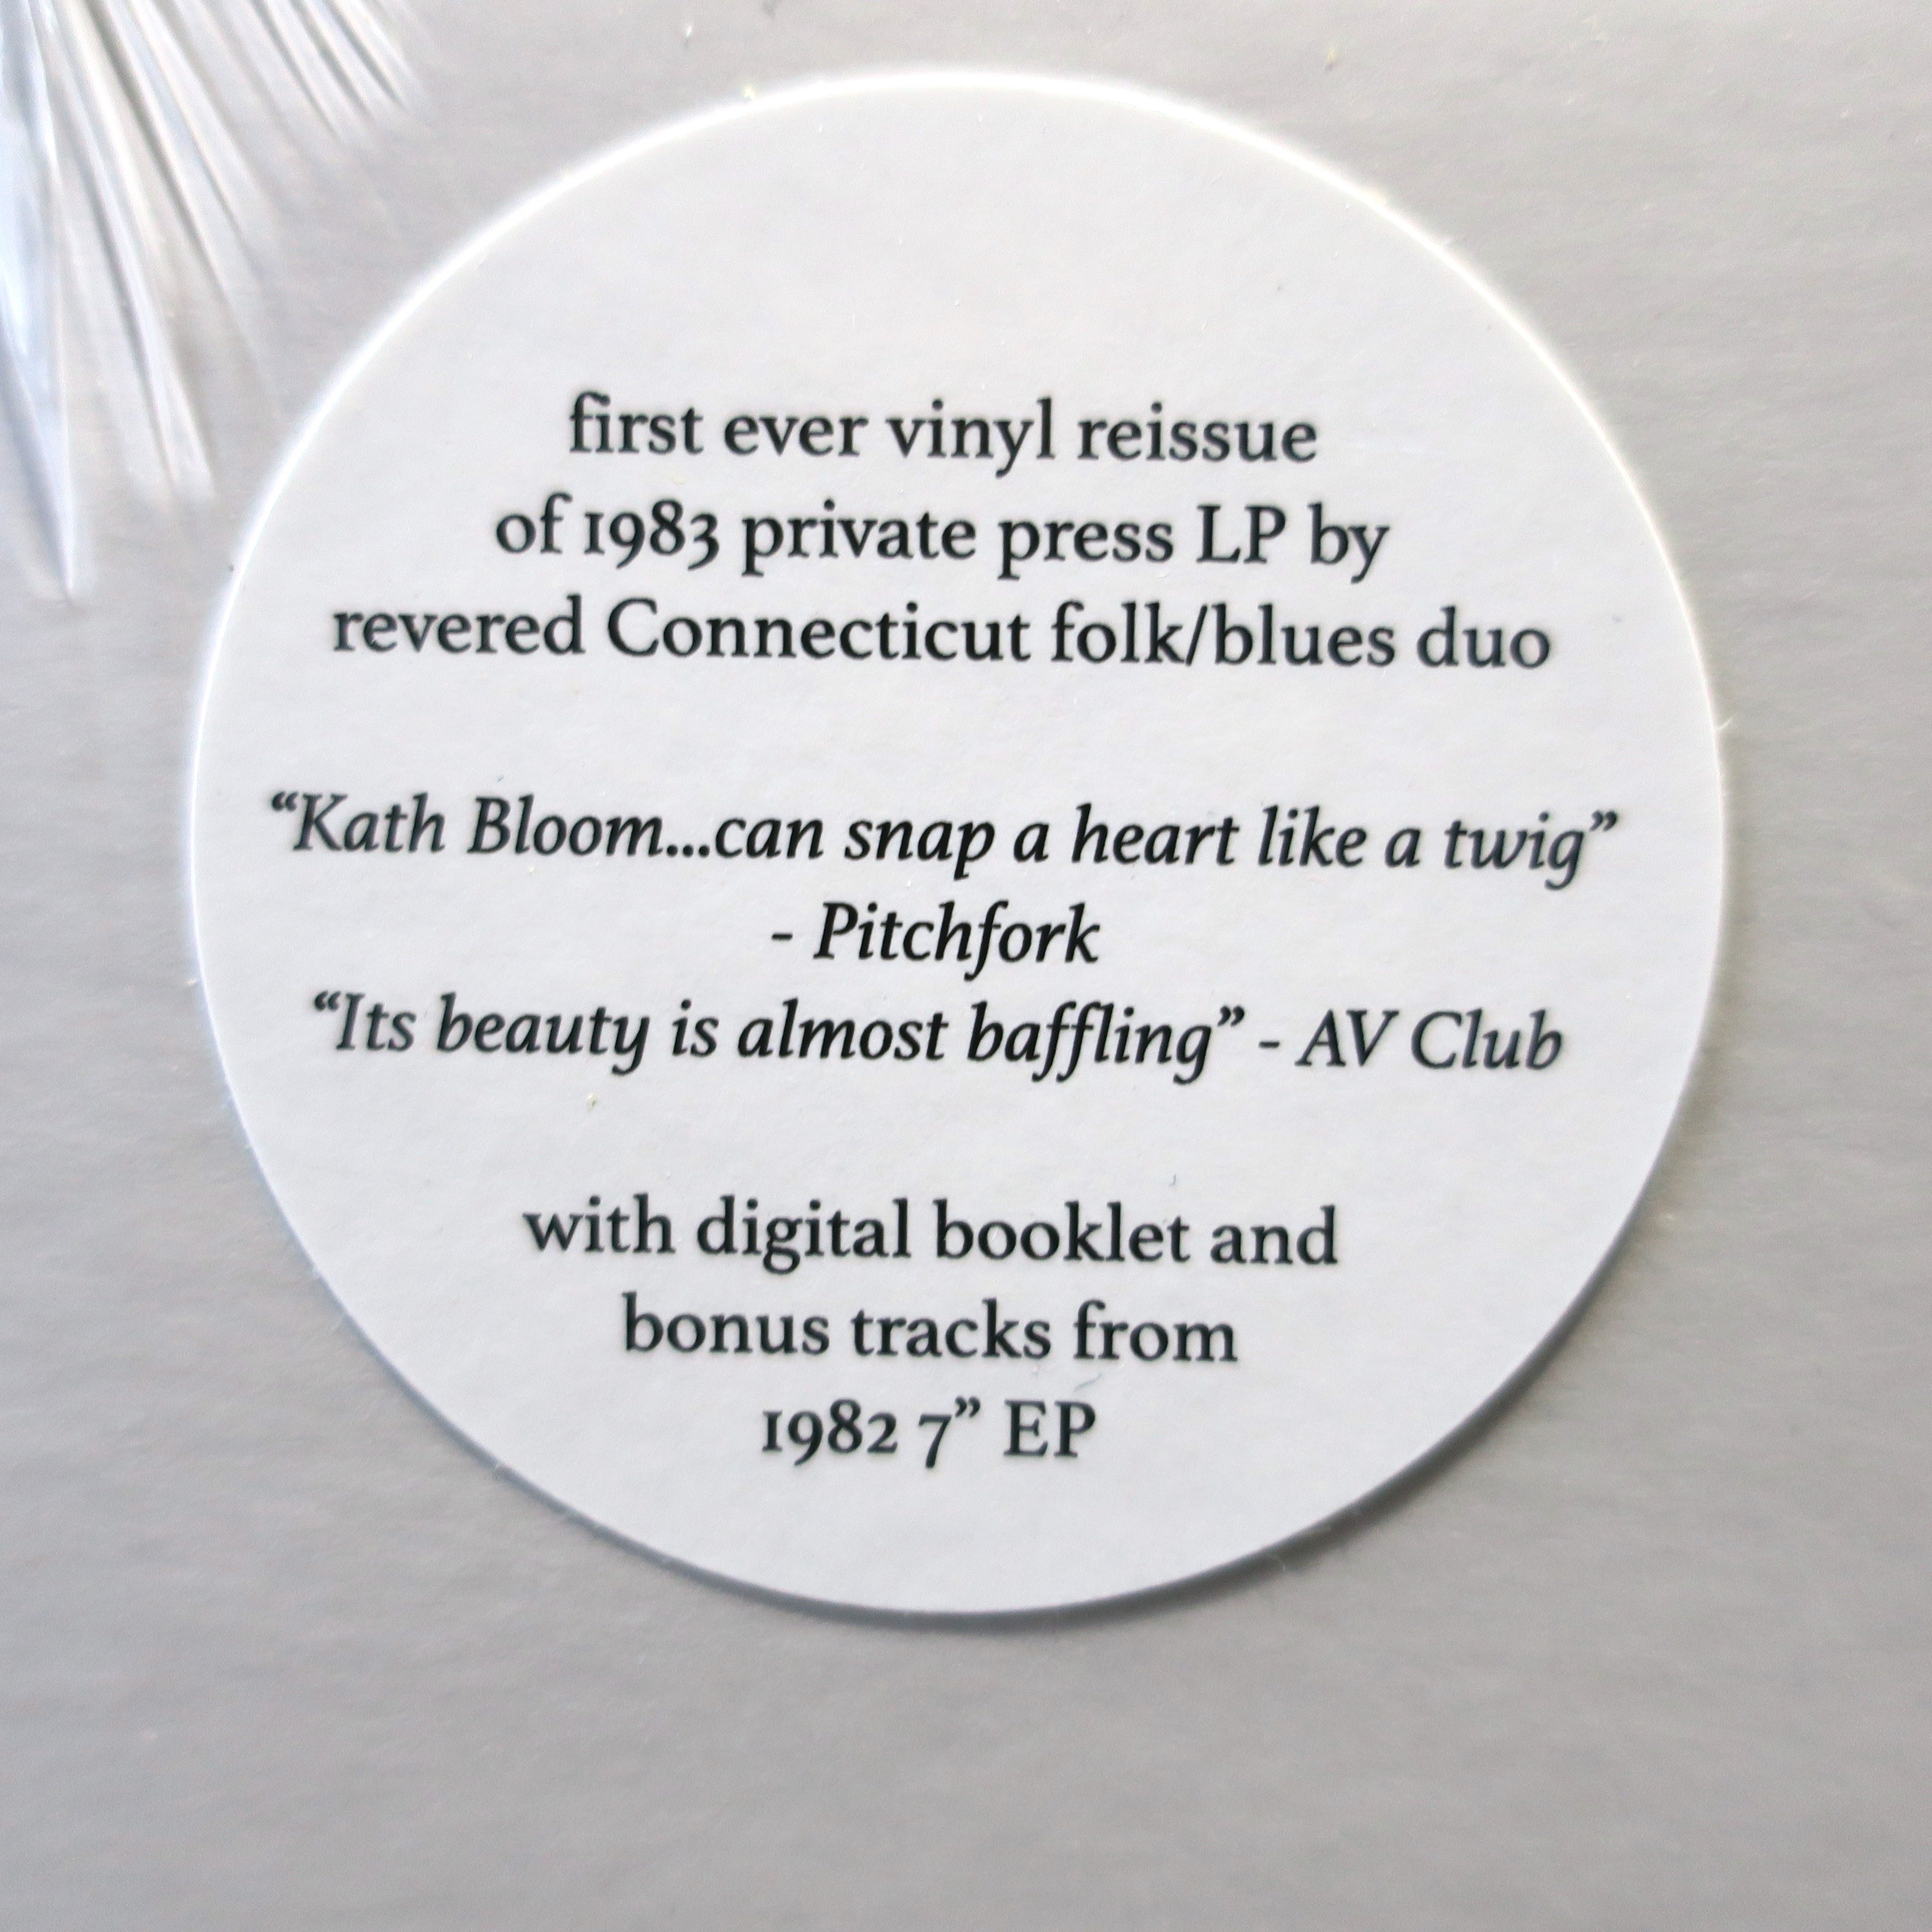 first ever vinyl reissue
of 1983 private press LP by
revered Connecticut folk/blues duo
“Kath Bloom...can snap a heart like a twig”
- Pitchfork
“Its beauty is almost baffling” - AV Club
with digital booklet and
bonus tracks from
1982 7” EP